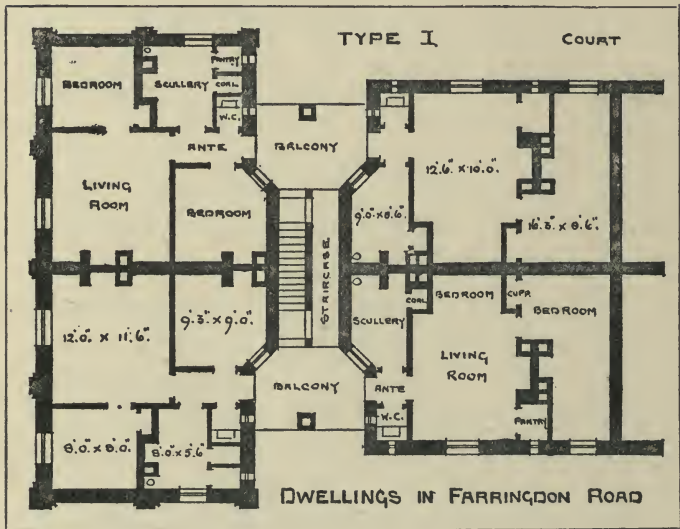 TYPE I
COURT
BEDROOM
SCULLERY
PANTRY
COAL
W.C.
ANTE
BALCONY
LIVING
ROOM
BEDROOM
STAIRCASE
9'.0" x 8'.6".
12'.6" x 10'.0".
16'.3" x 8'.6".
12'.0" x 11'.6".
9'.3" x 9'.0".
SCULLERY
COAL
BEDROOM
CUPB
BEDROOM
LIVING
ROOM
BALCONY
ANTE
W.C.
PANTRY
8'.0" x 8'.0".
8'.0" x 5'.6"
DWELLINGS IN FARRINGDON ROAD